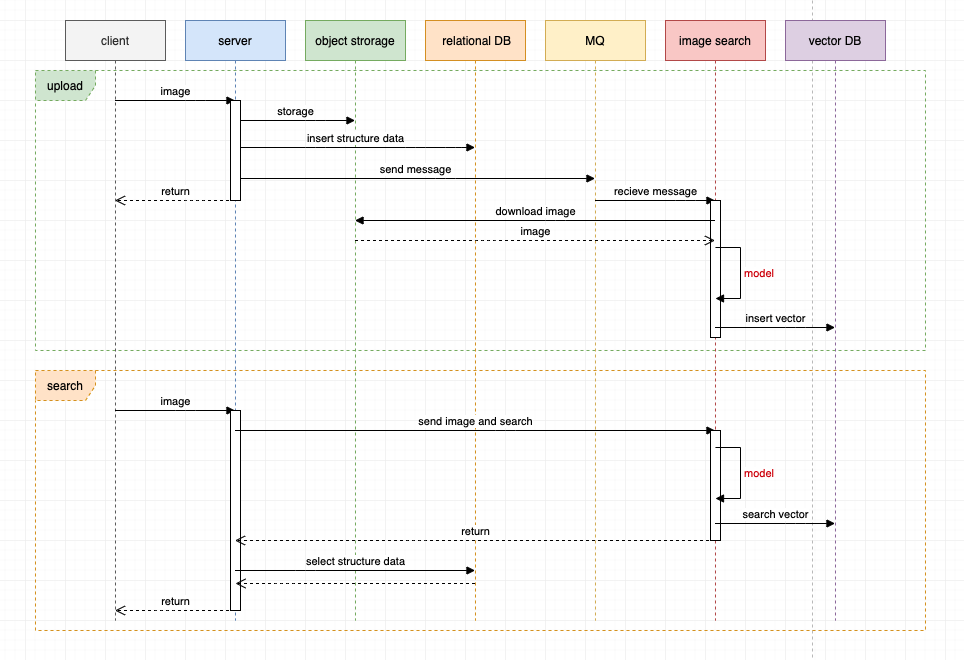 client
server
object strorage
relational DB
MQ
image search
vector DB
upload
image
storage
insert structure data
send message
return
recieve message
download image
image
model
insert vector
search
image
send image and search
model
search vector
return
select structure data
return